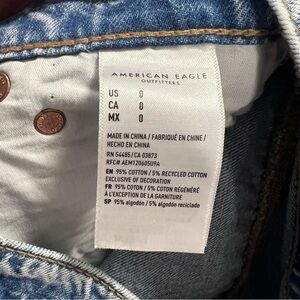 AMERICAN EAGLE
OUTFITTERS
US 0
CA 0
MX 0
MADE IN CHINA / FABRIQUÉ EN CHINE /
HECHO EN CHINA
RN 54485/CA 03873
RFC# AEM12060509A
EN 95% COTTON / 5% RECYCLED COTTON
EXCLUSIVE OF DECORATION
FR 95% COTON / 5% COTON RÉGÉNÉRÉ
À L'EXCEPTION DE LA GARNITURE
SP 95% algodón / 5% algodón reciclado